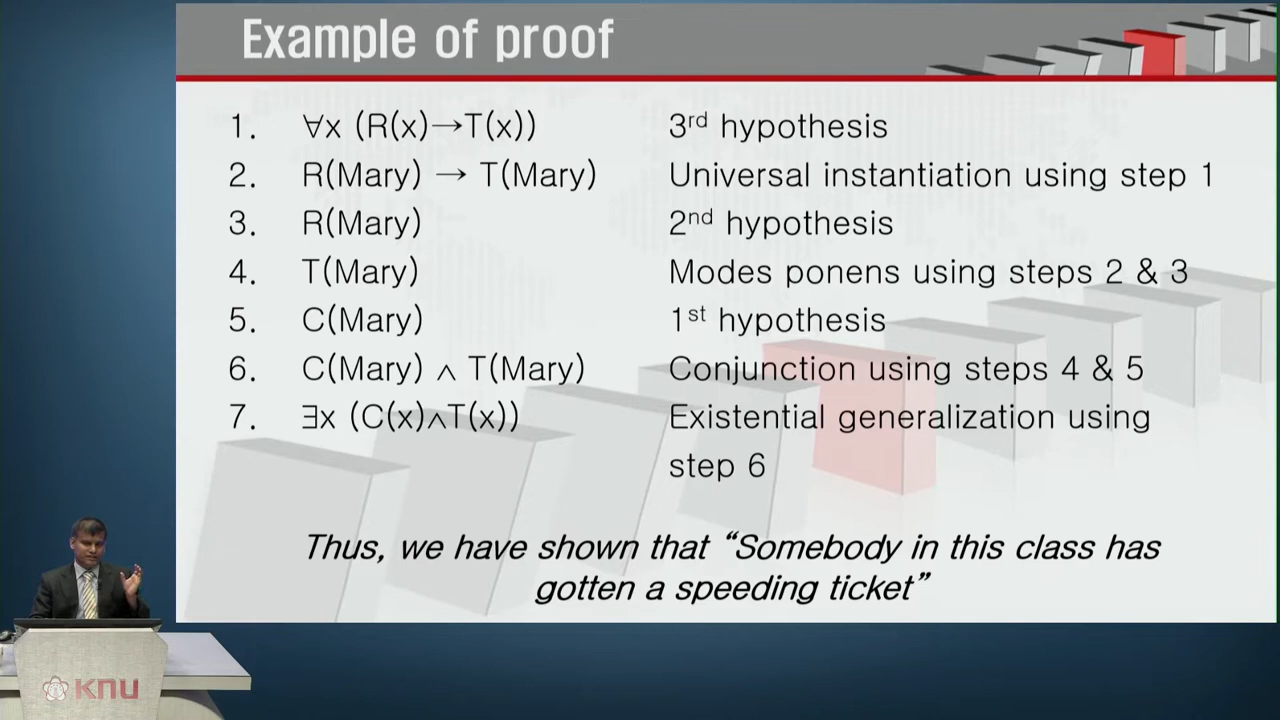 Example of proof
1. ∀x (R(x)→T(x)) 3rd hypothesis
2. R(Mary) → T(Mary) Universal instantiation using step 1
3. R(Mary) 2nd hypothesis
4. T(Mary) Modes ponens using steps 2 & 3
5. C(Mary) 1st hypothesis
6. C(Mary) ∧ T(Mary) Conjunction using steps 4 & 5
7. ∃x (C(x)∧T(x)) Existential generalization using
step 6
Thus, we have shown that “Somebody in this class has
gotten a speeding ticket”
KNU